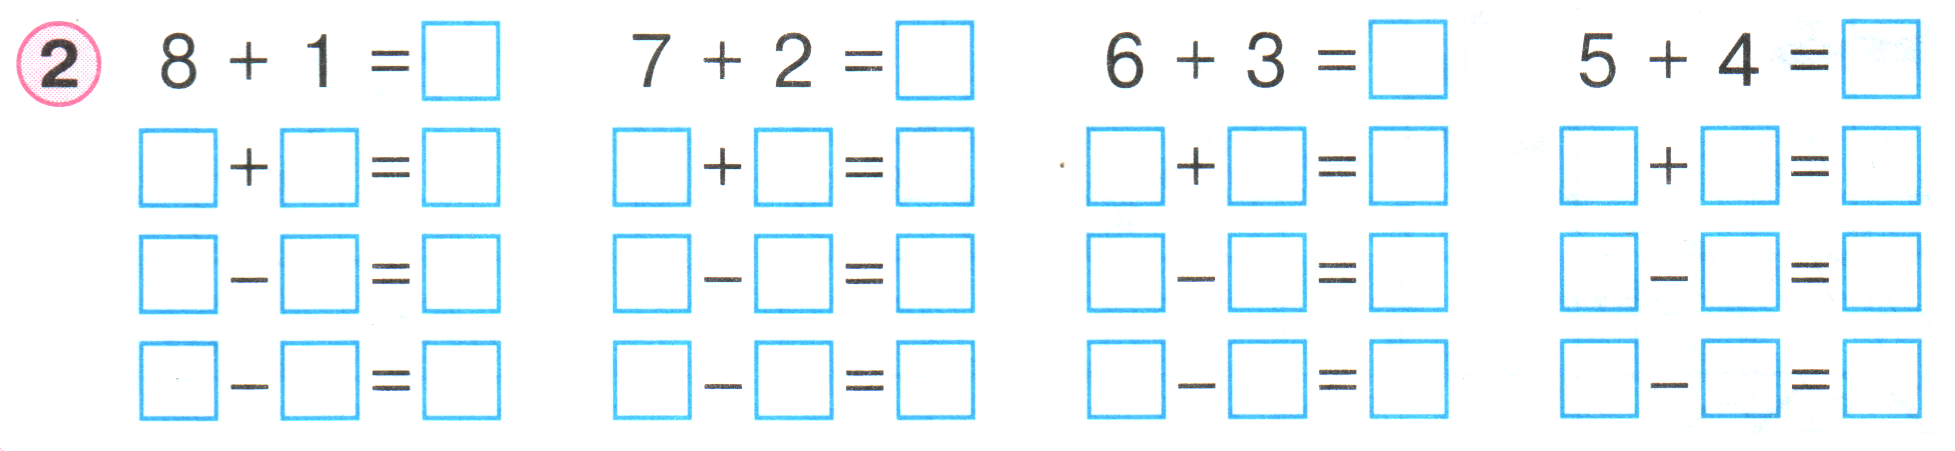 2 8 + 1 = 7 + 2 = 6 + 3 = 5 + 4 =
+ = + = + = + =
– = – = – = – =
– = – = – = – =